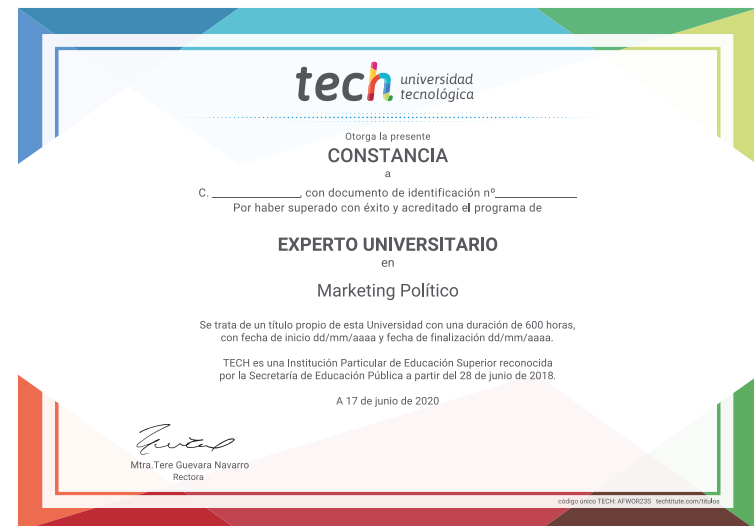 tech universidad
tecnológica
Otorga la presente
CONSTANCIA
a
C. ______________, con documento de identificación nº_____________
Por haber superado con éxito y acreditado el programa de
EXPERTO UNIVERSITARIO
en
Marketing Político
Se trata de un título propio de esta Universidad con una duración de 600 horas,
con fecha de inicio dd/mm/aaaa y fecha de finalización dd/mm/aaaa.
TECH es una Institución Particular de Educación Superior reconocida
por la Secretaría de Educación Pública a partir del 28 de junio de 2018.
A 17 de junio de 2020
Mtra.Tere Guevara Navarro
Rectora
código único TECH: AFWOR23S techtitute.com/titulos